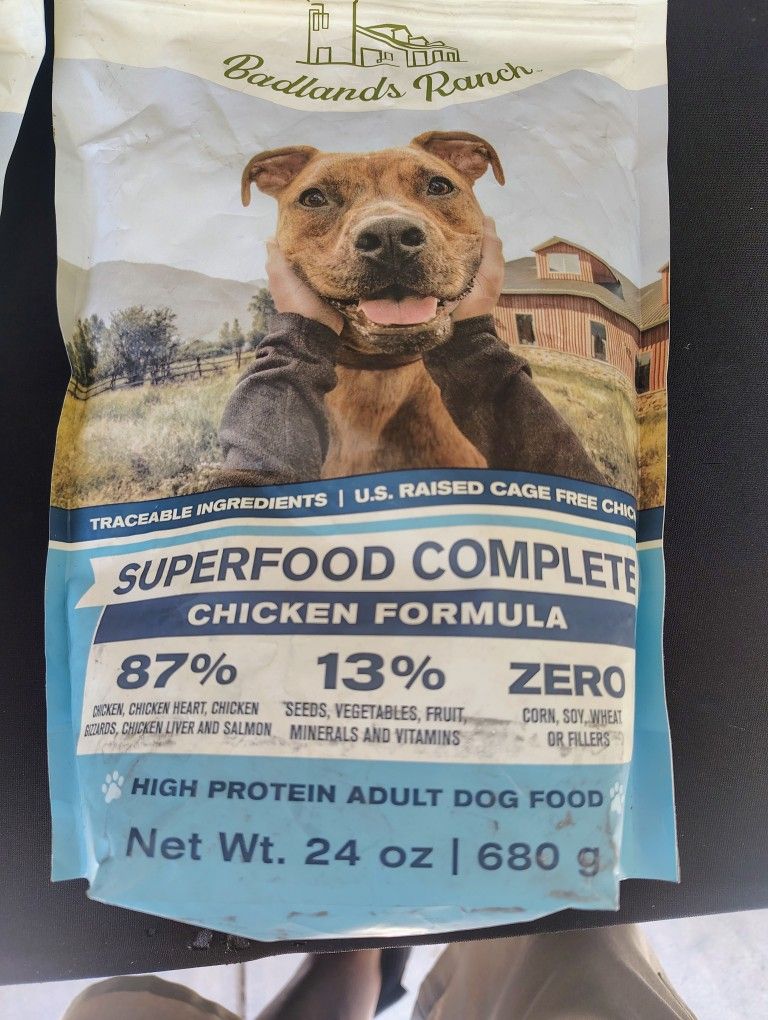 Badlands Ranch
TRACEABLE INGREDIENTS | U.S. RAISED CAGE FREE
SUPERFOOD COMPLETE
CHICKEN FORMULA
87% 13% ZERO
CHICKEN, CHICKEN HEART, CHICKEN
GIZZARDS, CHICKEN LIVER AND SALMON
SEEDS, VEGETABLES, FRUIT,
MINERALS AND VITAMINS
CORN, SOY, WHEAT
OR FILLERS
HIGH PROTEIN ADULT DOG FOOD
Net Wt. 24 oz | 680 g